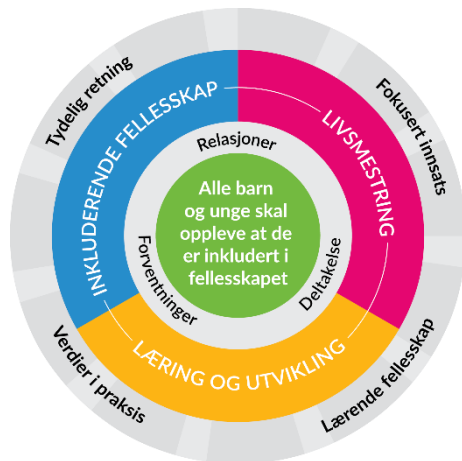 Tydelig retning
Fokusert innsats
INKLUDERENDE FELLESSKAP
LIVSMESTRING
Relasjoner
Alle barn
og unge skal
oppleve at de
er inkludert i
fellesskapet
Forventninger
Deltakelse
LÆRING OG UTVIKLING
Verdier i praksis
Lærende fellesskap